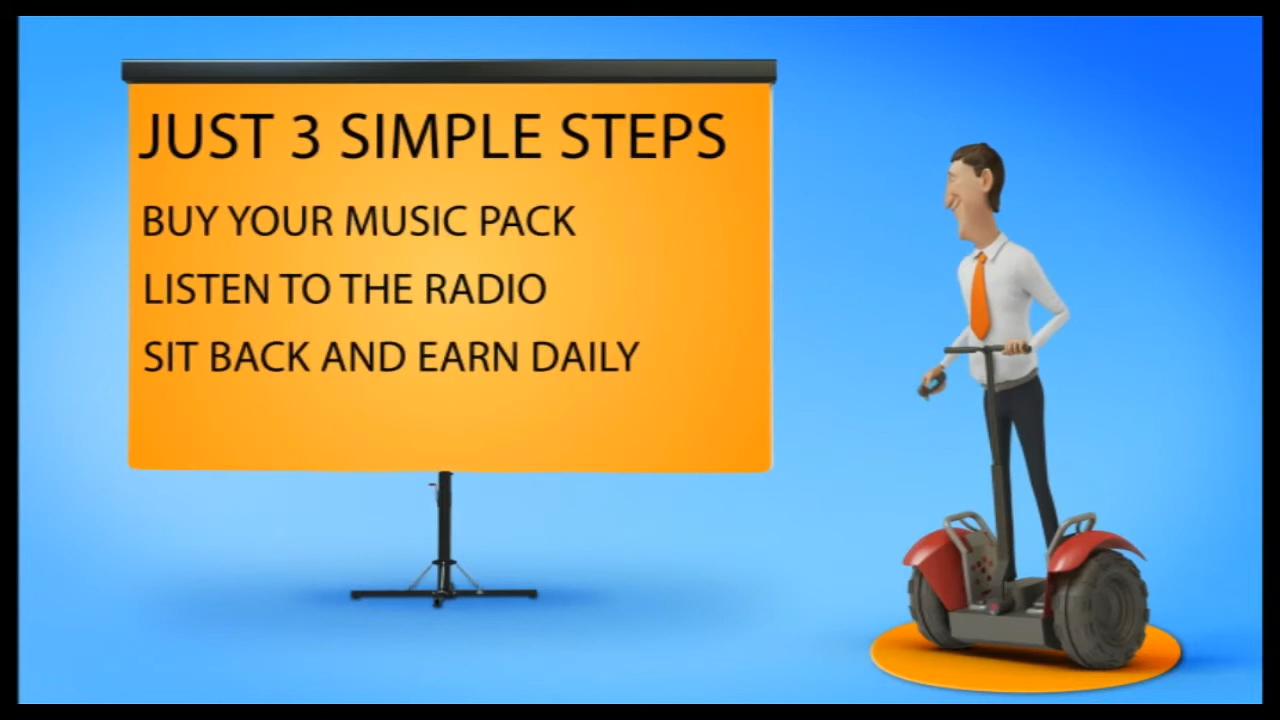 JUST 3 SIMPLE STEPS
BUY YOUR MUSIC PACK
LISTEN TO THE RADIO
SIT BACK AND EARN DAILY